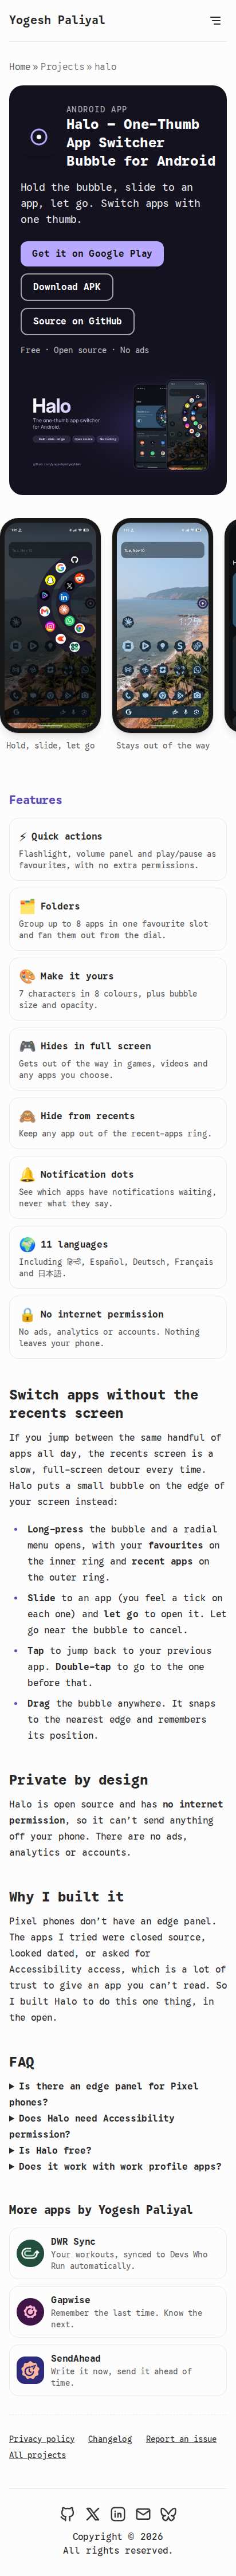 Yogesh Paliyal
Home » Projects » halo
ANDROID APP
Halo — One-Thumb
App Switcher
Bubble for Android
Hold the bubble, slide to an
app, let go. Switch apps with
one thumb.
Get it on Google Play
Download APK
Source on GitHub
Free · Open source · No ads
Halo
The one-thumb app switcher
for Android.
Hold, slide, let go
Stays out of the way
Features
⚡ Quick actions
Flashlight, volume panel and play/pause as
favourites, with no extra permissions.
🗂️ Folders
Group up to 8 apps in one favourite slot
and fan them out from the dial.
🎨 Make it yours
7 characters in 8 colours, plus bubble
size and opacity.
🎮 Hides in full screen
Gets out of the way in games, videos and
any apps you choose.
🙈 Hide from recents
Keep any app out of the recent-apps ring.
🔔 Notification dots
See which apps have notifications waiting,
never what they say.
🌍 11 languages
Including हिन्दी, Español, Deutsch, Français
and 日本語.
🔒 No internet permission
No ads, analytics or accounts. Nothing
leaves your phone.
Switch apps without the
recents screen
If you jump between the same handful of
apps all day, the recents screen is a
slow, full-screen detour every time.
Halo puts a small bubble on the edge of
your screen instead:
• Long-press the bubble and a radial
menu opens, with your favourites on
the inner ring and recent apps on
the outer ring.
• Slide to an app (you feel a tick on
each one) and let go to open it. Let
go near the bubble to cancel.
• Tap to jump back to your previous
app. Double-tap to go to the one
before that.
• Drag the bubble anywhere. It snaps
to the nearest edge and remembers
its position.
Private by design
Halo is open source and has no internet
permission, so it can’t send anything
off your phone. There are no ads,
analytics or accounts.
Why I built it
Pixel phones don’t have an edge panel.
The apps I tried were closed source,
looked dated, or asked for
Accessibility access, which is a lot of
trust to give an app you can’t read. So
I built Halo to do this one thing, in
the open.
FAQ
▶ Is there an edge panel for Pixel
phones?
▶ Does Halo need Accessibility
permission?
▶ Is Halo free?
▶ Does it work with work profile apps?
More apps by Yogesh Paliyal
DWR Sync
Your workouts, synced to Devs Who
Run automatically.
Gapwise
Remember the last time. Know the
next.
SendAhead
Write it now, send it ahead of
time.
Privacy policy Changelog Report an issue
All projects
Copyright © 2026
All rights reserved.